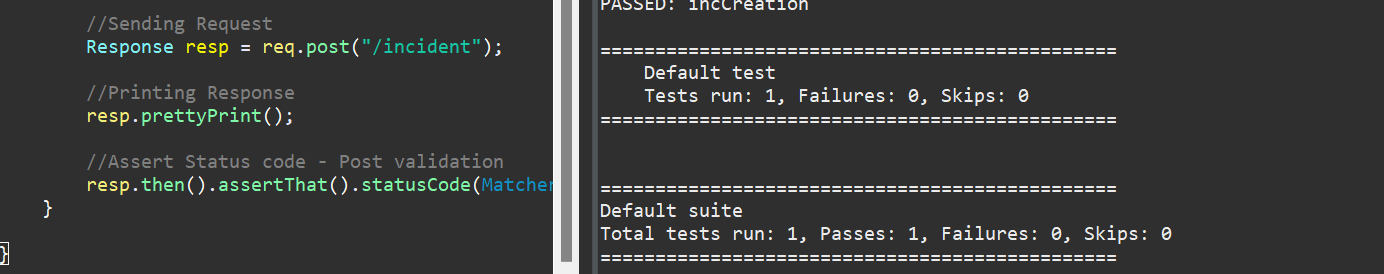 //Sending Request
Response resp = req.post("/incident");
//Printing Response
resp.prettyPrint();
//Assert Status code - Post validation
resp.then().assertThat().statusCode(Matcher
}
}
PASSED: incCreation
===============================================
Default test
Tests run: 1, Failures: 0, Skips: 0
===============================================
===============================================
Default suite
Total tests run: 1, Passes: 1, Failures: 0, Skips: 0
===============================================